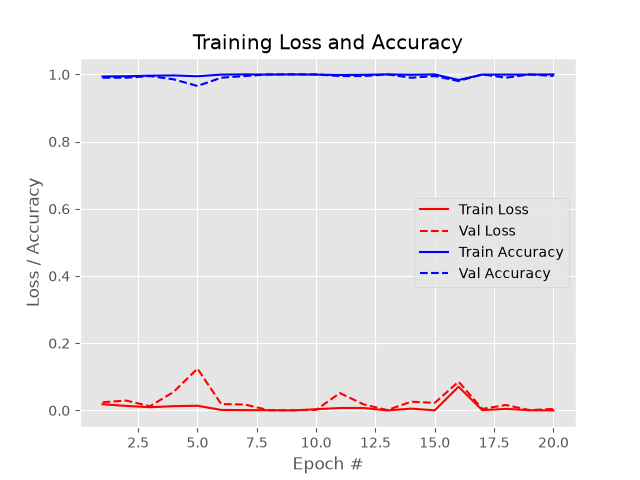 Training Loss and Accuracy
1.0
0.8
0.6
0.4
0.2
0.0
Loss / Accuracy
Train Loss
Val Loss
Train Accuracy
Val Accuracy
2.5 5.0 7.5 10.0 12.5 15.0 17.5 20.0
Epoch #